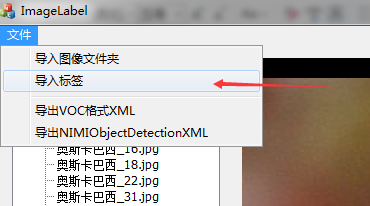 ImageLabel
文件
导入图像文件夹
导入标签
导出VOC格式XML
导出NIMIObjectDetectionXML
奥斯卡巴西_16.jpg
奥斯卡巴西_18.jpg
奥斯卡巴西_22.jpg
奥斯卡巴西_31.jpg